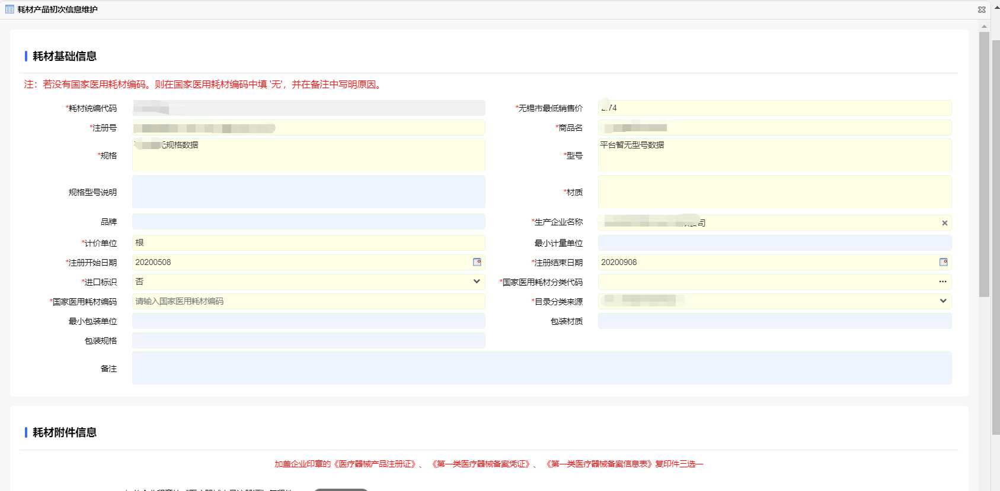 耗材产品初次信息维护
耗材基础信息
注：若没有国家医用耗材编码。则在国家医用耗材编码中填 '无'，并在备注中写明原因。
*耗材统编代码
*无锡市最低销售价 2.74
*注册号
*商品名
*规格 无规格数据
*型号 平台暂无型号数据
规格型号说明
*材质
品牌
*生产企业名称 公司
*计价单位 根
最小计量单位
*注册开始日期 20200508
*注册结束日期 20200908
*进口标识 否
*国家医用耗材分类代码
*国家医用耗材编码 请输入国家医用耗材编码
*目录分类来源
最小包装单位
包装材质
包装规格
备注
耗材附件信息
加盖企业印章的《医疗器械产品注册证》、 《第一类医疗器械备案凭证》、 《第一类医疗器械备案信息表》复印件三选一